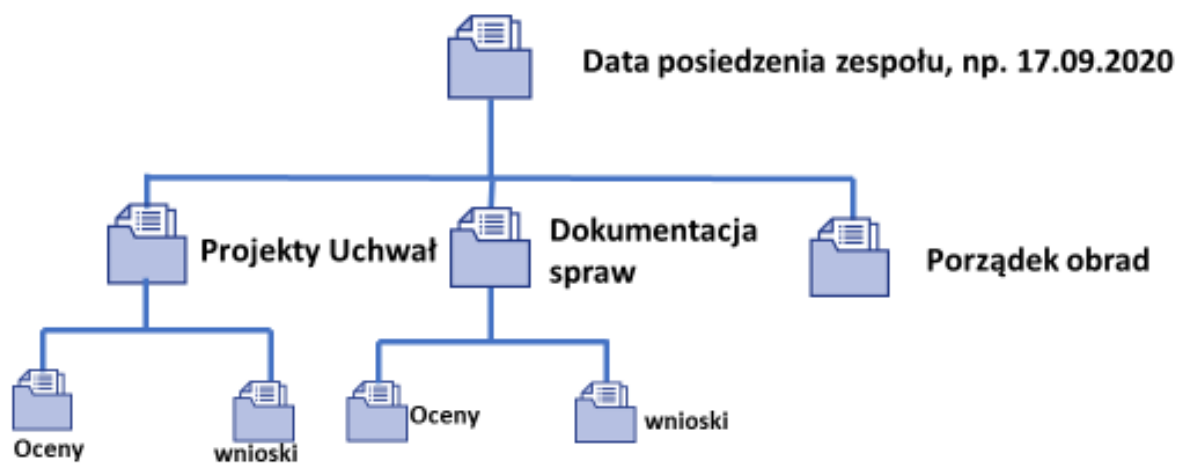 Data posiedzenia zespołu, np. 17.09.2020
Projekty Uchwał
Dokumentacja
spraw
Porządek obrad
Oceny
wnioski
Oceny
wnioski